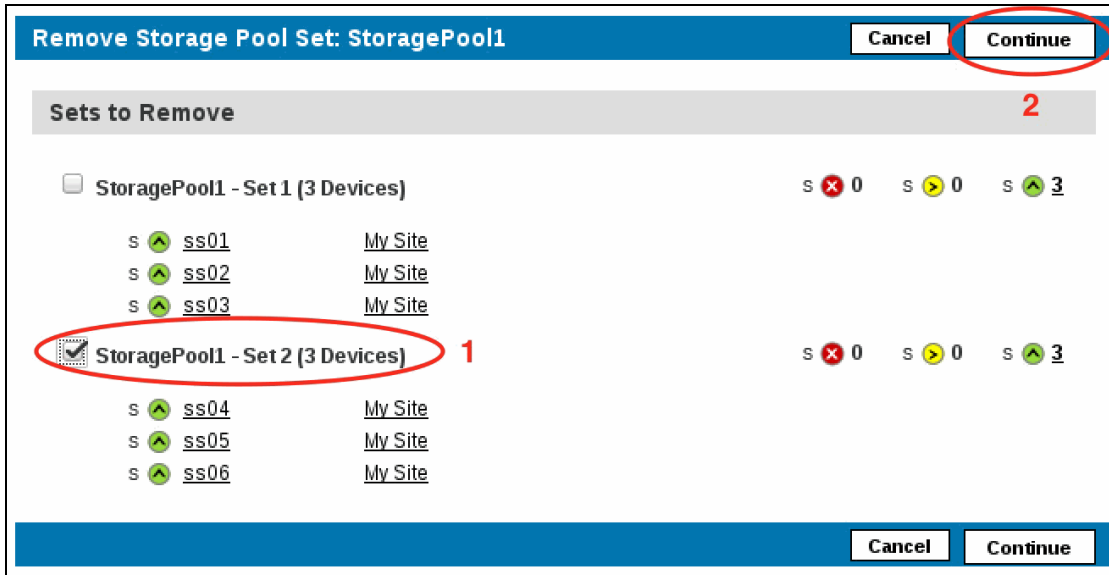 Remove Storage Pool Set: StoragePool1 Cancel Continue
Sets to Remove 2
StoragePool1 - Set 1 (3 Devices) S 0 S 0 S 3
S ss01 My Site
S ss02 My Site
S ss03 My Site
StoragePool1 - Set 2 (3 Devices) 1 S 0 S 0 S 3
S ss04 My Site
S ss05 My Site
S ss06 My Site
Cancel Continue